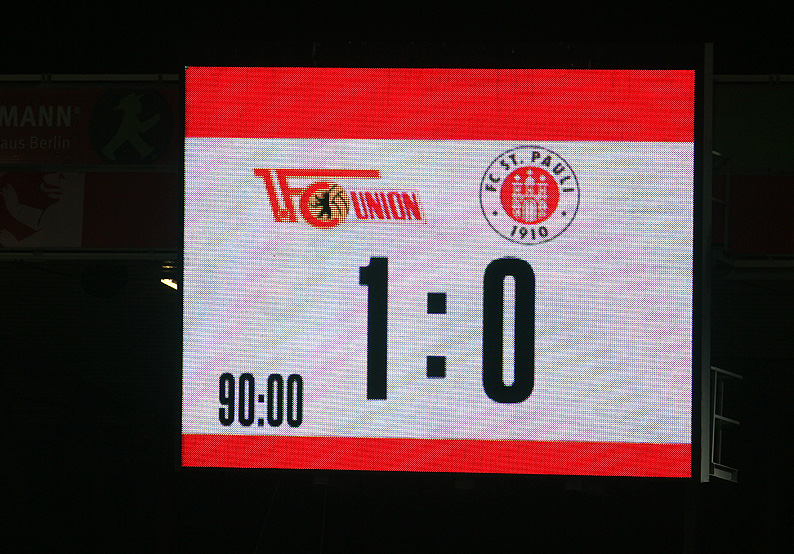 MANN®
aus Berlin
1.FC UNION
FC ST. PAULI
1910
1:0
90:00